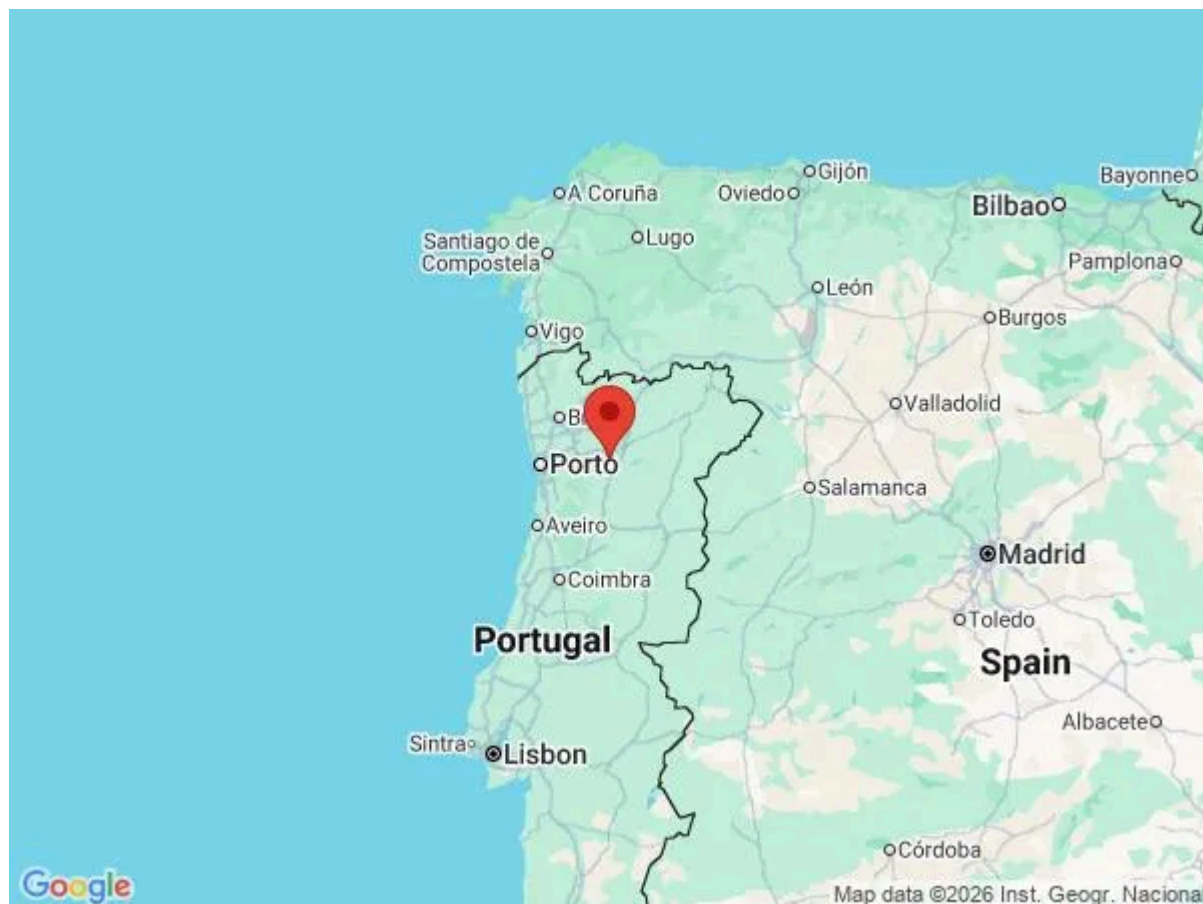 Gijón
Bayonne
A Coruña
Oviedo
Bilbao
Lugo
Santiago de
Compostela
Pamplona
León
Burgos
Vigo
Valladolid
Porto
Salamanca
Aveiro
Madrid
Coimbra
Toledo
Portugal
Spain
Albacete
Sintra
Lisbon
Córdoba
Google
Map data ©2026 Inst. Geogr. Nacional